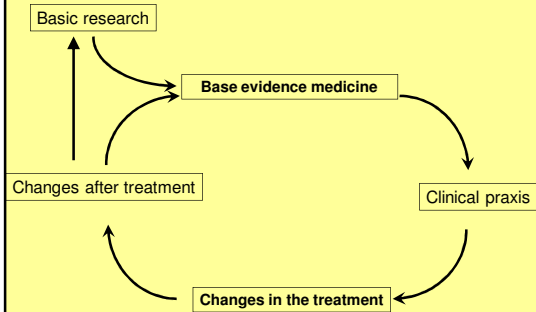 Basic research
Base evidence medicine
Changes after treatment
Clinical praxis
Changes in the treatment